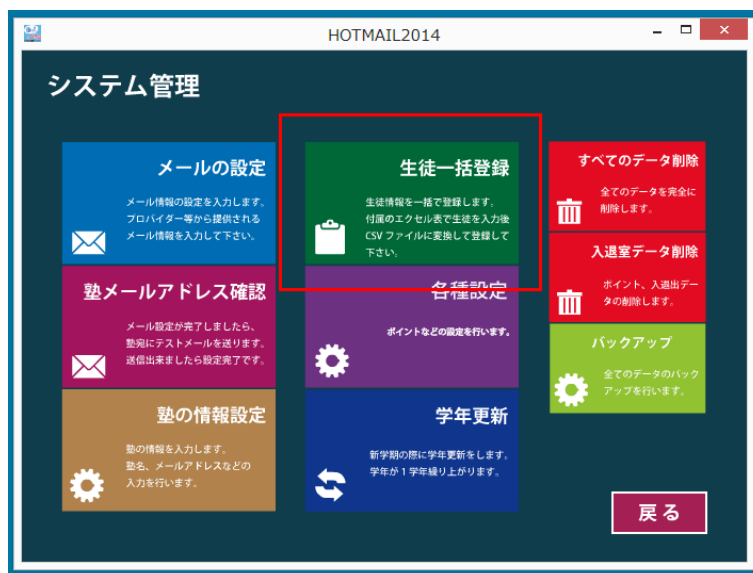 HOTMAIL2014
システム管理
メールの設定
メール情報の設定を入力します。
プロバイダー等から提供される
メール情報を入力して下さい。
生徒一括登録
生徒情報を一括で登録します。
付属のエクセル表で生徒を入力後
CSVファイルに変換して登録して
下さい。
すべてのデータ削除
全てのデータを完全に
削除します。
塾メールアドレス確認
メール設定が完了しましたら、
塾宛にテストメールを送ります。
送信出来ましたら設定完了です。
各種設定
ポイントなどの設定を行います。
入退室データ削除
ポイント、入退出デー
タの削除します。
バックアップ
全てのデータのバック
アップを行います。
塾の情報設定
塾の情報を入力します。
塾名、メールアドレスなどの
入力を行います。
学年更新
新学期の際に学年更新をします。
学年が1学年繰り上がります。
戻る